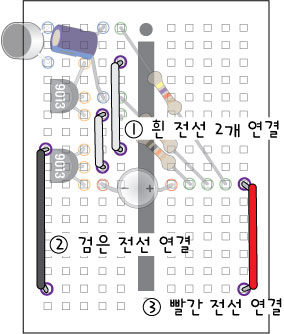 9013
① 흰 전선 2개 연결
9013
② 검은 전선 연결
③ 빨간 전선 연결